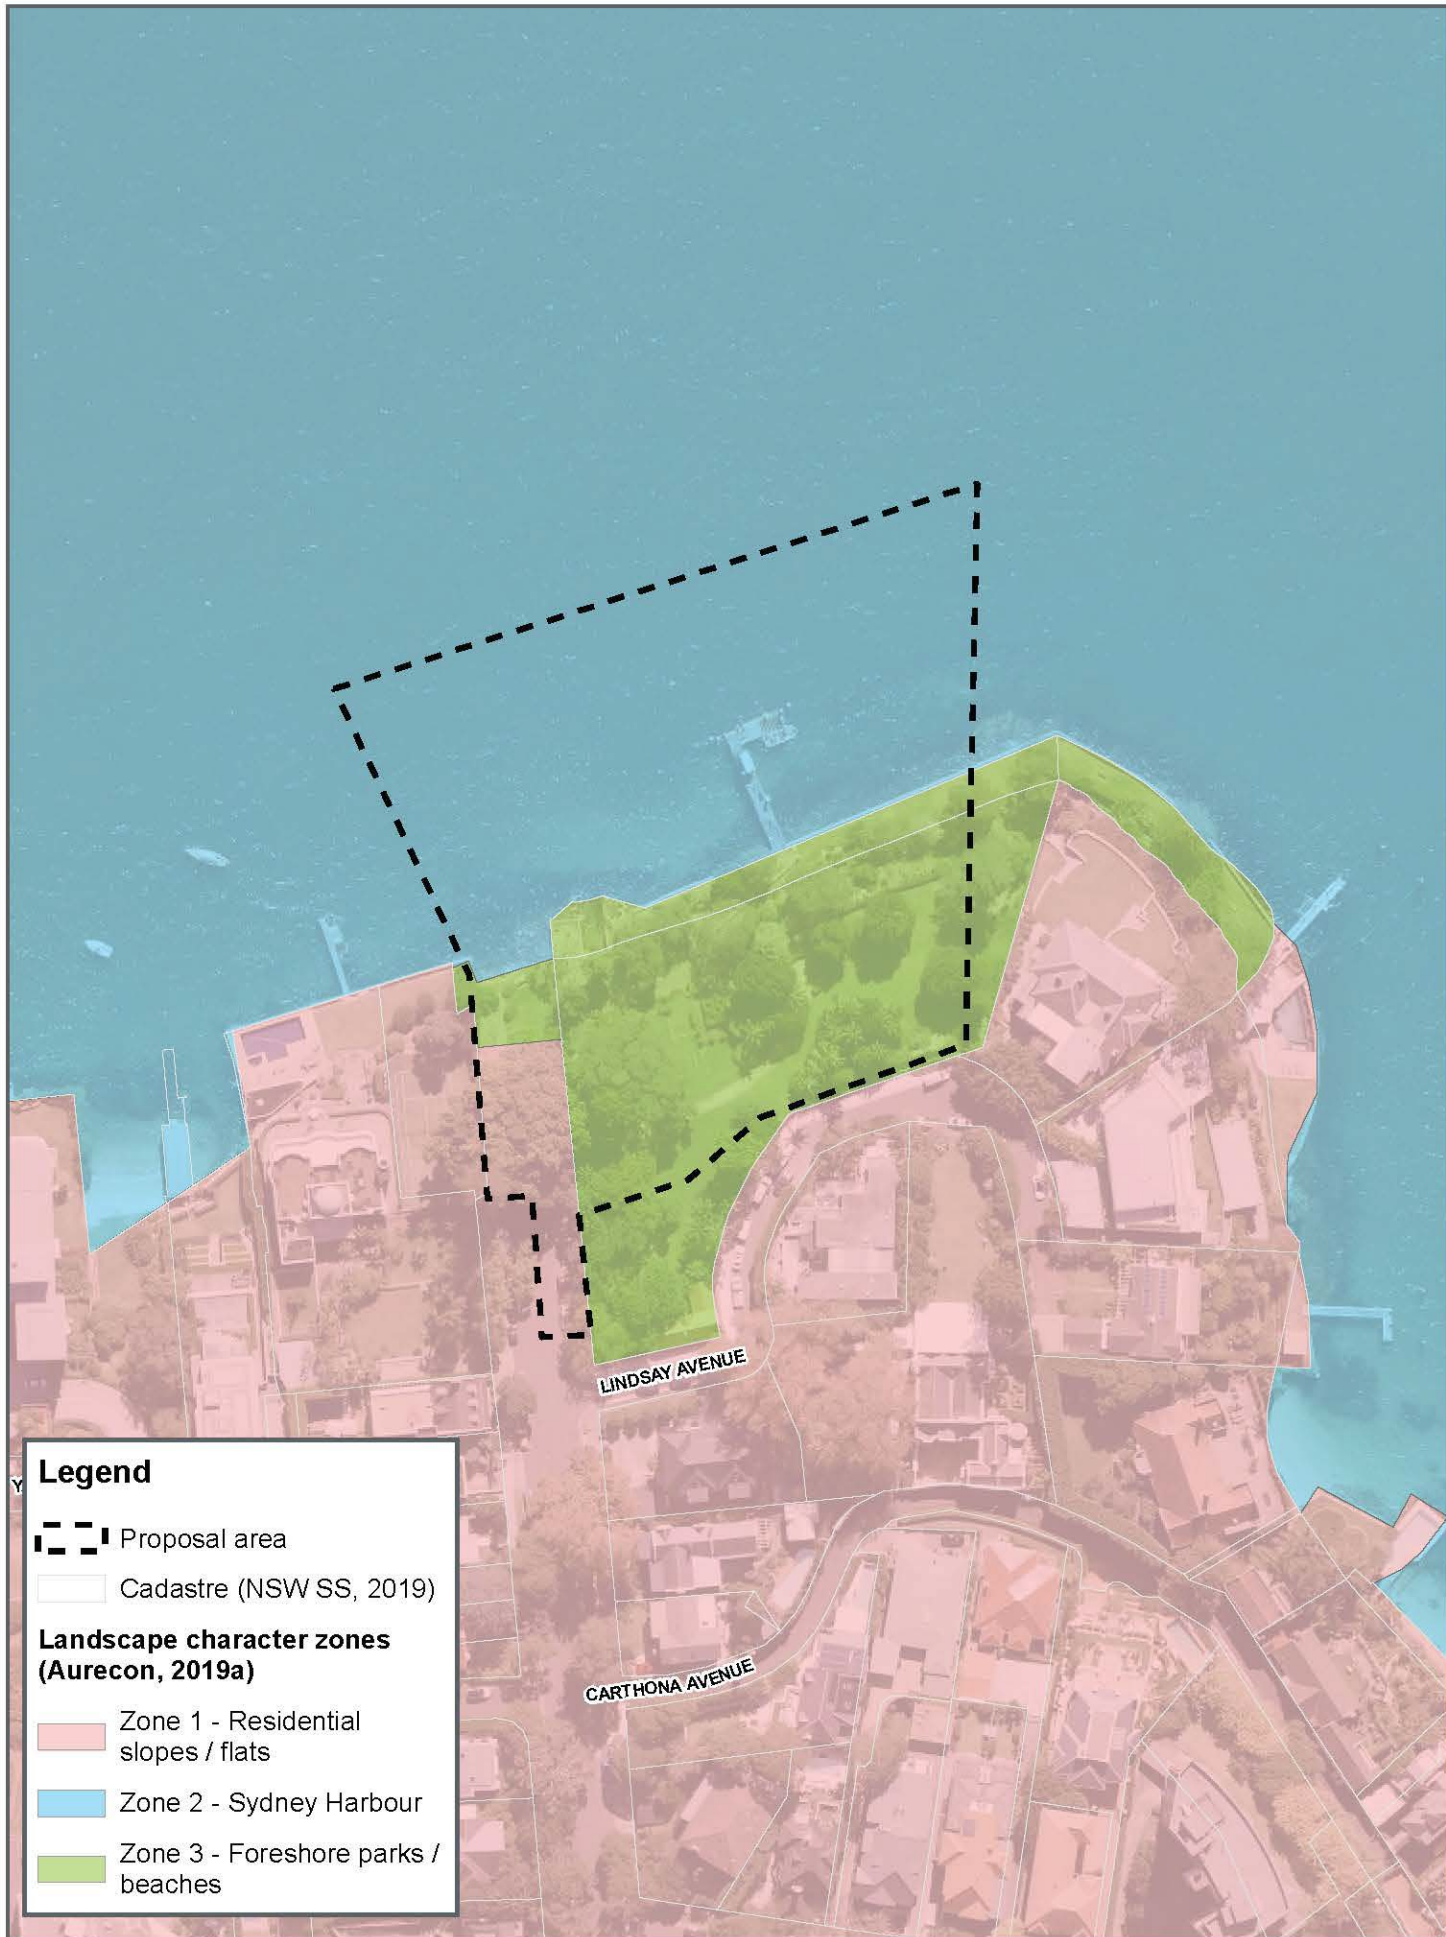 LINDSAY AVENUE
Legend
Y
Proposal area
Cadastre (NSW SS, 2019)
Landscape character zones
(Aurecon, 2019a)
CARTHONA AVENUE
Zone 1 - Residential
slopes / flats
Zone 2 - Sydney Harbour
Zone 3 - Foreshore parks /
beaches